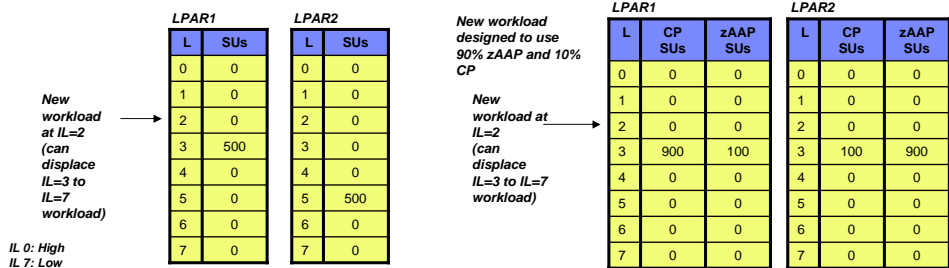 LPAR1
LPAR2
L SUs
0 0
1 0
2 0
3 500
4 0
5 0
6 0
7 0
L SUs
0 0
1 0
2 0
3 0
4 0
5 500
6 0
7 0
New
workload
at IL=2
(can
displace
IL=3 to
IL=7
workload)
IL 0: High
IL 7: Low
New workload
designed to use
90% zAAP and 10%
CP
New
workload at
IL=2
(can
displace
IL=3 to IL=7
workload)
LPAR1
LPAR2
L CP SUs zAAP SUs
0 0 0
1 0 0
2 0 0
3 900 100
4 0 0
5 0 0
6 0 0
7 0 0
L CP SUs zAAP SUs
0 0 0
1 0 0
2 0 0
3 100 900
4 0 0
5 0 0
6 0 0
7 0 0